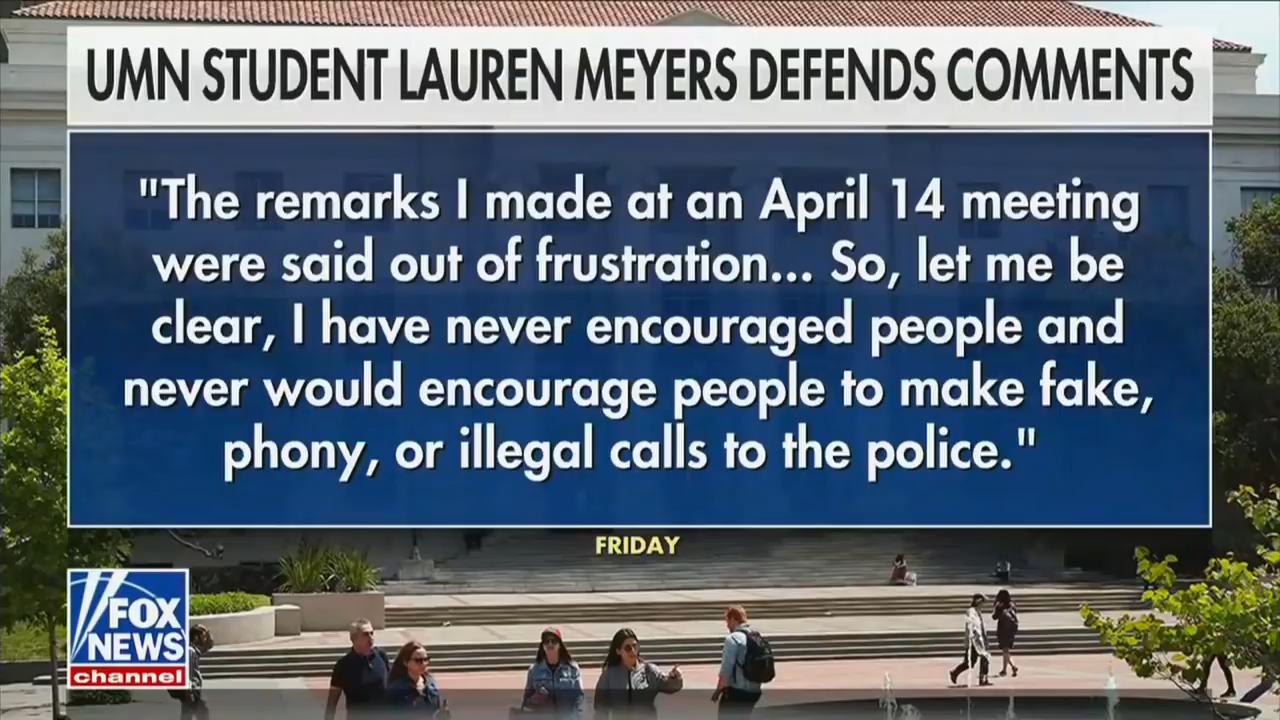 UMN STUDENT LAUREN MEYERS DEFENDS COMMENTS
"The remarks I made at an April 14 meeting
were said out of frustration... So, let me be
clear, I have never encouraged people and
never would encourage people to make fake,
phony, or illegal calls to the police."
FRIDAY
FOX
NEWS
channel